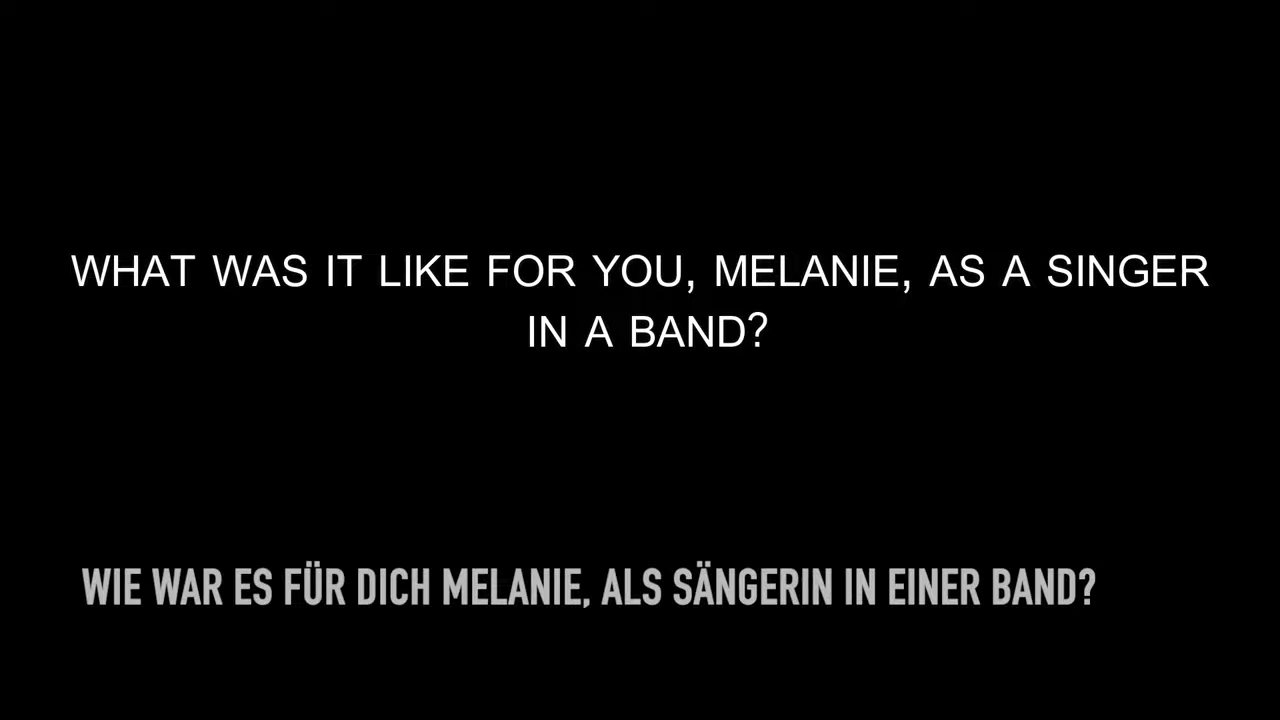 WHAT WAS IT LIKE FOR YOU, MELANIE, AS A SINGER
IN A BAND?
WIE WAR ES FÜR DICH MELANIE, ALS SÄNGERIN IN EINER BAND?